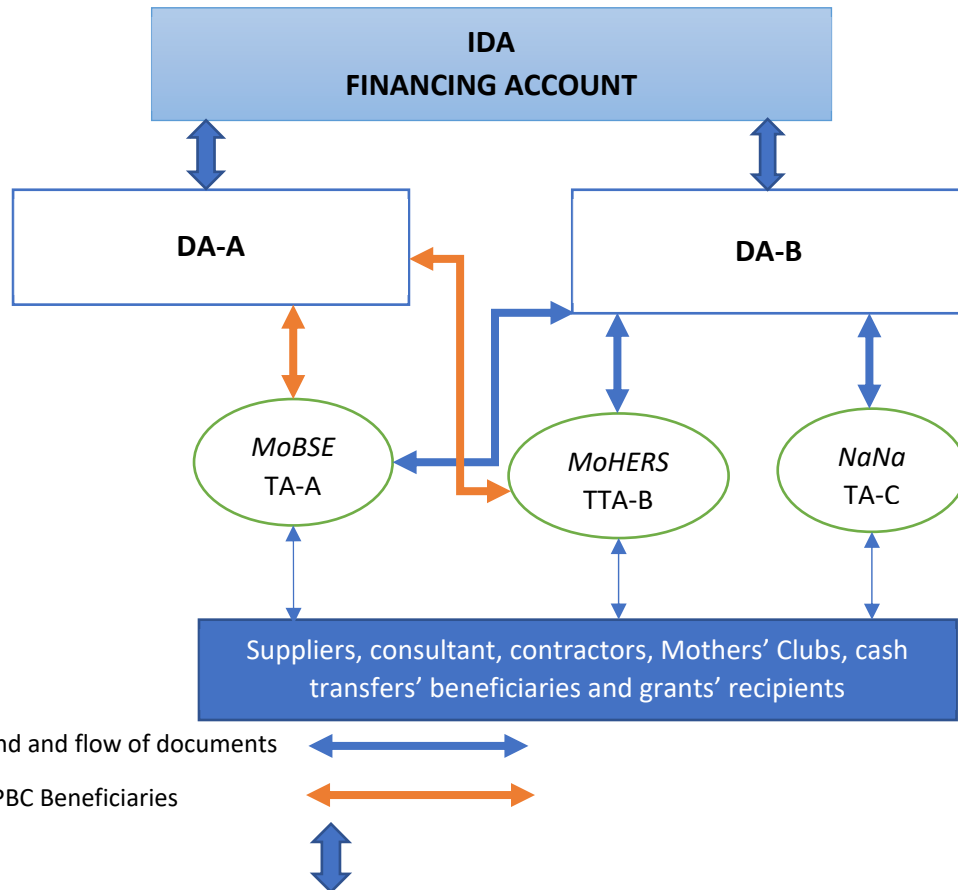 IDA
FINANCING ACCOUNT
DA-A
DA-B
MoBSE
TA-A
MoHERS
TTA-B
NaNa
TA-C
Suppliers, consultant, contractors, Mothers’ Clubs, cash
transfers’ beneficiaries and grants’ recipients
and flow of documents
PBC Beneficiaries